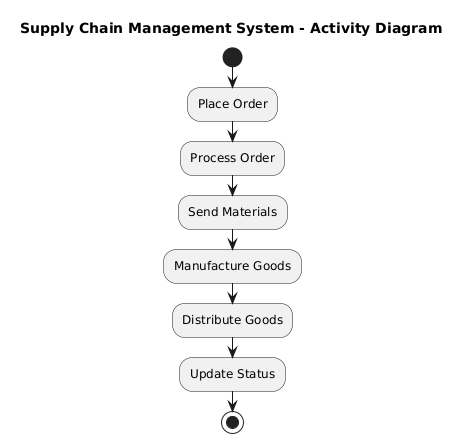 Supply Chain Management System - Activity Diagram
Place Order
Process Order
Send Materials
Manufacture Goods
Distribute Goods
Update Status